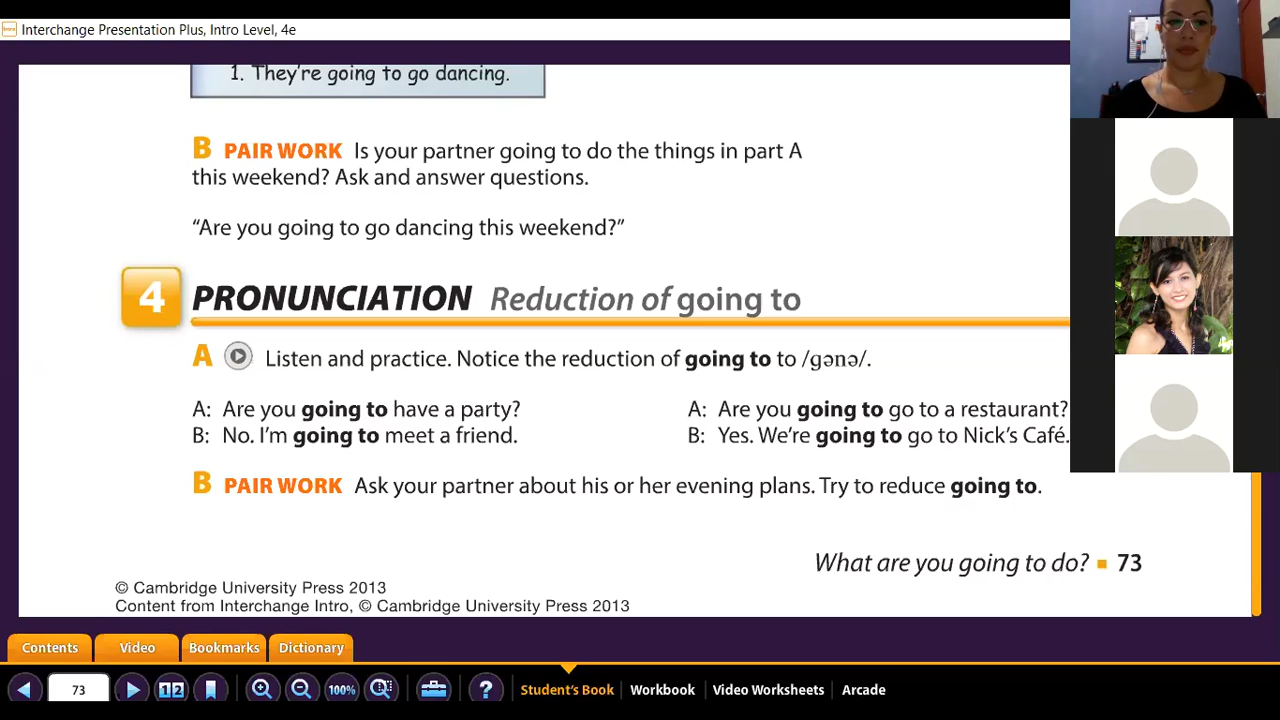 Interchange Presentation Plus, Intro Level, 4e
1. They're going to go dancing.
B PAIR WORK Is your partner going to do the things in part A
this weekend? Ask and answer questions.
“Are you going to go dancing this weekend?”
4 PRONUNCIATION Reduction of going to
A Listen and practice. Notice the reduction of going to to /gənə/.
A: Are you going to have a party?
B: No. I'm going to meet a friend.
A: Are you going to go to a restaurant?
B: Yes. We're going to go to Nick's Café.
B PAIR WORK Ask your partner about his or her evening plans. Try to reduce going to.
What are you going to do? ■ 73
© Cambridge University Press 2013
Content from Interchange Intro, © Cambridge University Press 2013
Contents Video Bookmarks Dictionary
73 12 100% ? Student's Book Workbook Video Worksheets Arcade